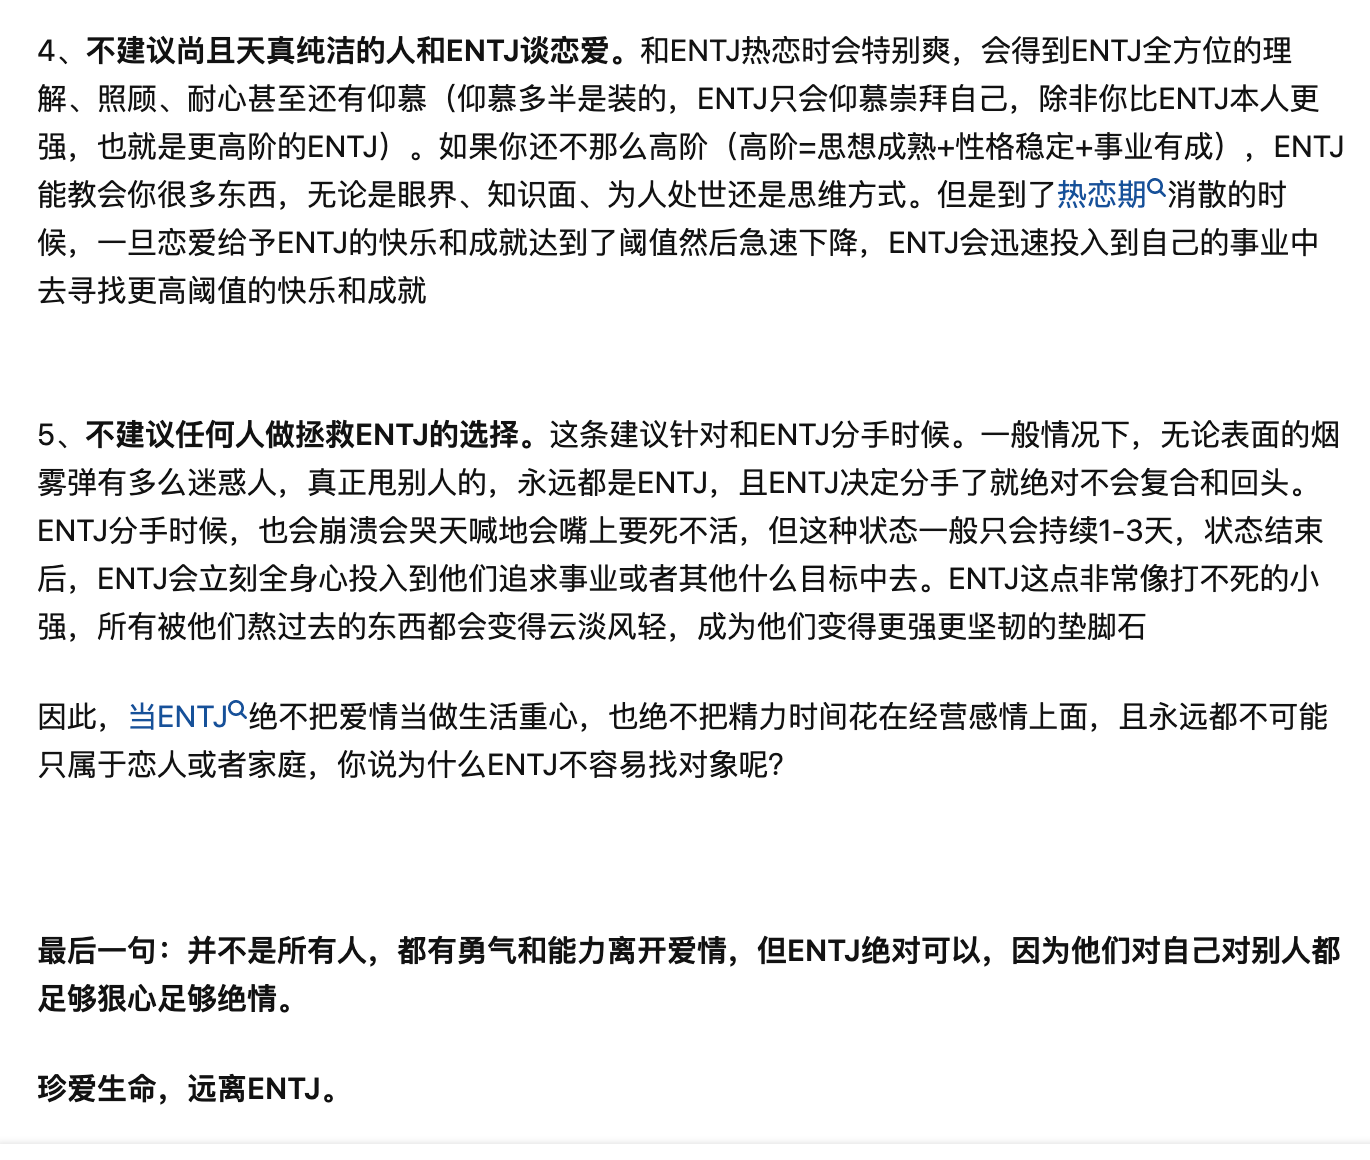 4、不建议尚且天真纯洁的人和ENTJ谈恋爱。和ENTJ热恋时会特别爽，会得到ENTJ全方位的理
解、照顾、耐心甚至还有仰慕（仰慕多半是装的，ENTJ只会仰慕崇拜自己，除非你比ENTJ本人更
强，也就是更高阶的ENTJ）。如果你还不那么高阶（高阶=思想成熟+性格稳定+事业有成），ENTJ
能教会你很多东西，无论是眼界、知识面、为人处世还是思维方式。但是到了热恋期消散的时
候，一旦恋爱给予ENTJ的快乐和成就达到了阈值然后急速下降，ENTJ会迅速投入到自己的事业中
去寻找更高阈值的快乐和成就
5、不建议任何人做拯救ENTJ的选择。这条建议针对和ENTJ分手时候。一般情况下，无论表面的烟
雾弹有多么迷惑人，真正甩别人的，永远都是ENTJ，且ENTJ决定分手了就绝对不会复合和回头。
ENTJ分手时候，也会崩溃会哭天喊地会嘴上要死不活，但这种状态一般只会持续1-3天，状态结束
后，ENTJ会立刻全身心投入到他们追求事业或者其他什么目标中去。ENTJ这点非常像打不死的小
强，所有被他们熬过去的东西都会变得云淡风轻，成为他们变得更强更坚韧的垫脚石
因此，当ENTJ绝不把爱情当做生活重心，也绝不把精力时间花在经营感情上面，且永远都不可能
只属于恋人或者家庭，你说为什么ENTJ不容易找对象呢?
最后一句：并不是所有人，都有勇气和能力离开爱情，但ENTJ绝对可以，因为他们对自己对别人都
足够狠心足够绝情。
珍爱生命，远离ENTJ。